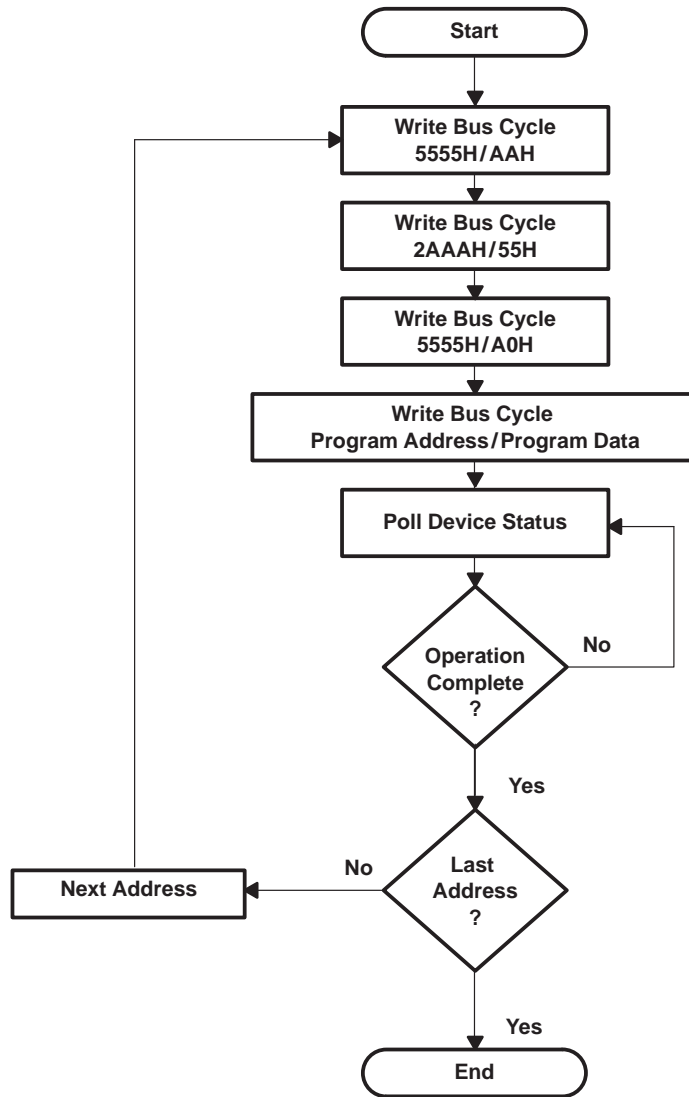 Start
Write Bus Cycle
5555H/AAH
Write Bus Cycle
2AAAH/55H
Write Bus Cycle
5555H/A0H
Write Bus Cycle
Program Address/Program Data
Poll Device Status
Operation
Complete
?
No
Yes
Last
Address
?
No
Next Address
Yes
End